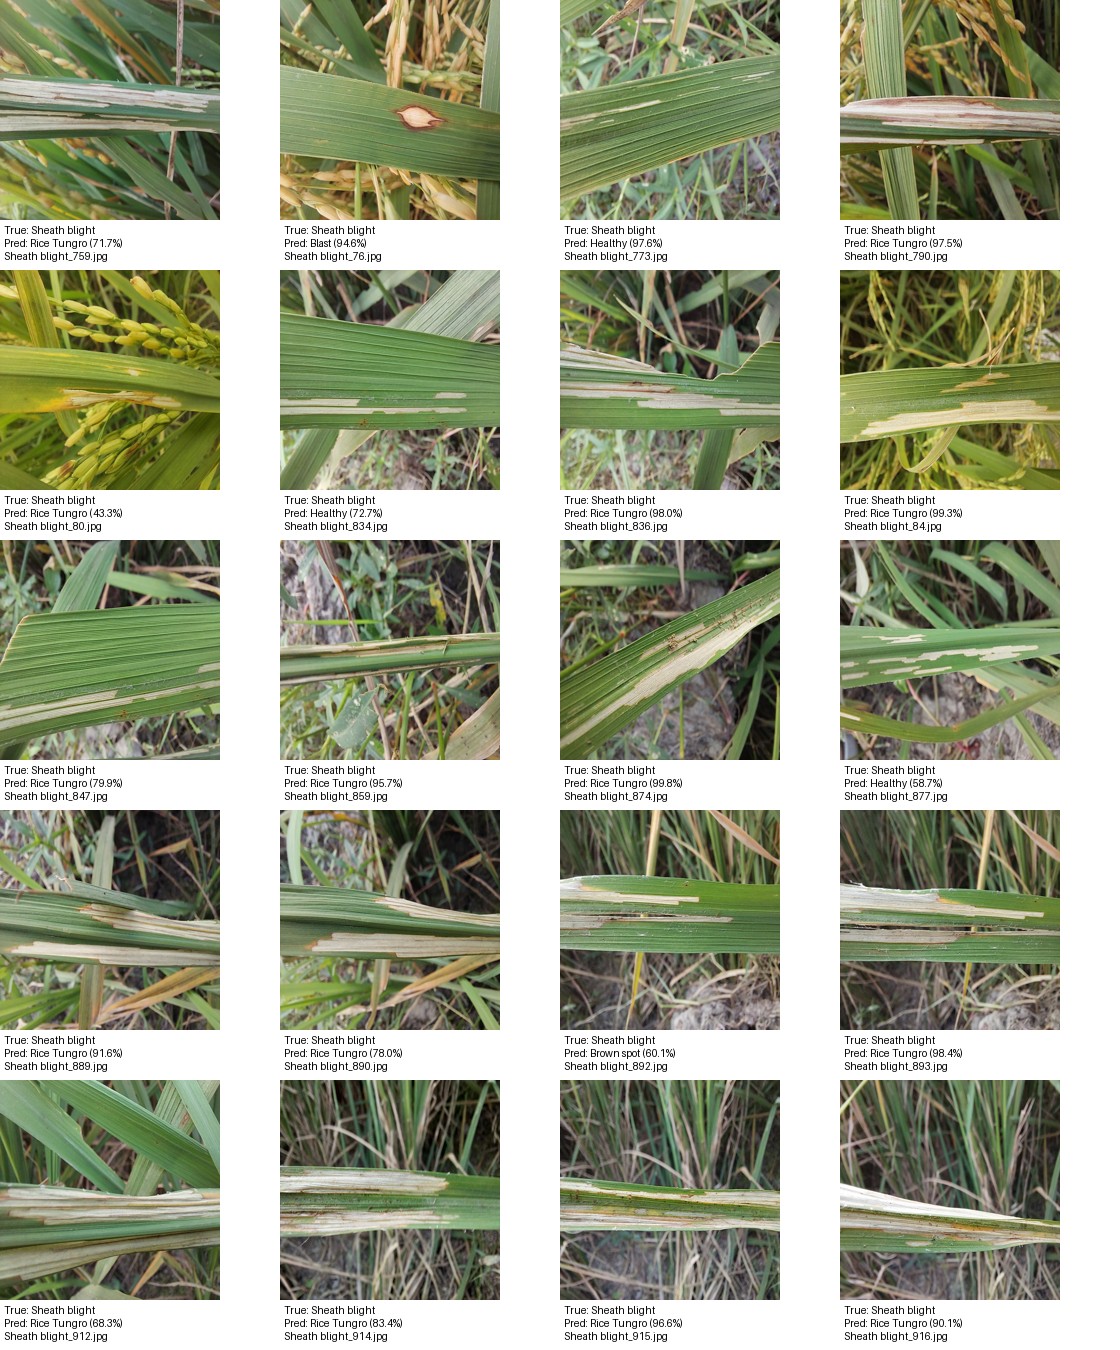 True: Sheath blight
Pred: Rice Tungro (71.7%)
Sheath blight_759.jpg
True: Sheath blight
Pred: Blast (94.6%)
Sheath blight_76.jpg
True: Sheath blight
Pred: Healthy (97.6%)
Sheath blight_773.jpg
True: Sheath blight
Pred: Rice Tungro (97.5%)
Sheath blight_790.jpg
True: Sheath blight
Pred: Rice Tungro (43.3%)
Sheath blight_80.jpg
True: Sheath blight
Pred: Healthy (72.7%)
Sheath blight_834.jpg
True: Sheath blight
Pred: Rice Tungro (98.0%)
Sheath blight_836.jpg
True: Sheath blight
Pred: Rice Tungro (99.3%)
Sheath blight_84.jpg
True: Sheath blight
Pred: Rice Tungro (79.9%)
Sheath blight_847.jpg
True: Sheath blight
Pred: Rice Tungro (95.7%)
Sheath blight_859.jpg
True: Sheath blight
Pred: Rice Tungro (99.8%)
Sheath blight_874.jpg
True: Sheath blight
Pred: Healthy (58.7%)
Sheath blight_877.jpg
True: Sheath blight
Pred: Rice Tungro (91.6%)
Sheath blight_889.jpg
True: Sheath blight
Pred: Rice Tungro (78.0%)
Sheath blight_890.jpg
True: Sheath blight
Pred: Brown spot (60.1%)
Sheath blight_892.jpg
True: Sheath blight
Pred: Rice Tungro (98.4%)
Sheath blight_893.jpg
True: Sheath blight
Pred: Rice Tungro (68.3%)
Sheath blight_912.jpg
True: Sheath blight
Pred: Rice Tungro (83.4%)
Sheath blight_914.jpg
True: Sheath blight
Pred: Rice Tungro (96.6%)
Sheath blight_915.jpg
True: Sheath blight
Pred: Rice Tungro (90.1%)
Sheath blight_916.jpg